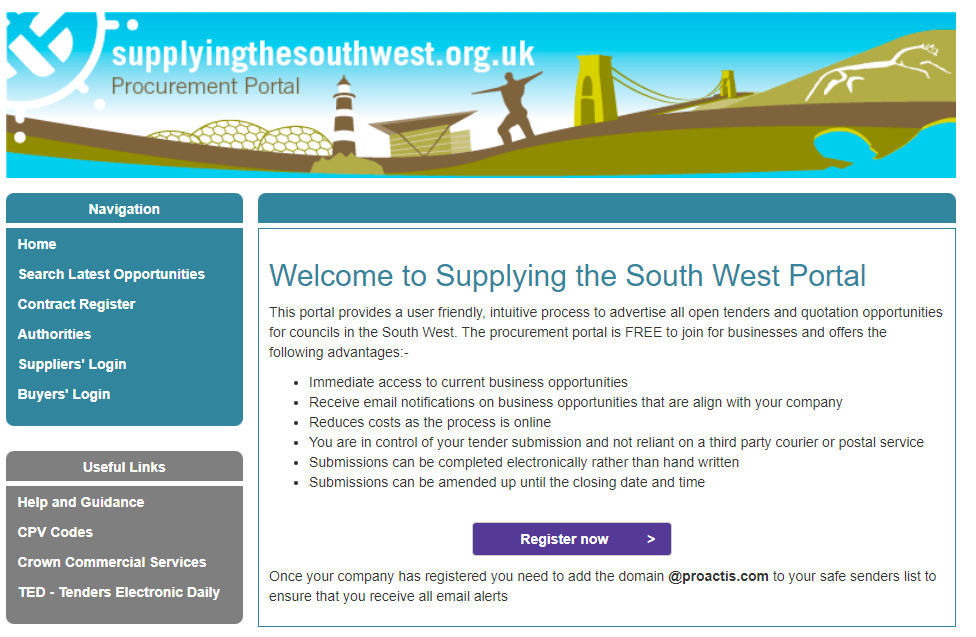 supplyingthesouthwest.org.uk
Procurement Portal
Navigation
Home
Search Latest Opportunities
Contract Register
Authorities
Suppliers' Login
Buyers' Login
Useful Links
Help and Guidance
CPV Codes
Crown Commercial Services
TED - Tenders Electronic Daily
Welcome to Supplying the South West Portal
This portal provides a user friendly, intuitive process to advertise all open tenders and quotation opportunities
for councils in the South West. The procurement portal is FREE to join for businesses and offers the
following advantages:-
• Immediate access to current business opportunities
• Receive email notifications on business opportunities that are align with your company
• Reduces costs as the process is online
• You are in control of your tender submission and not reliant on a third party courier or postal service
• Submissions can be completed electronically rather than hand written
• Submissions can be amended up until the closing date and time
Register now >
Once your company has registered you need to add the domain @proactis.com to your safe senders list to
ensure that you receive all email alerts